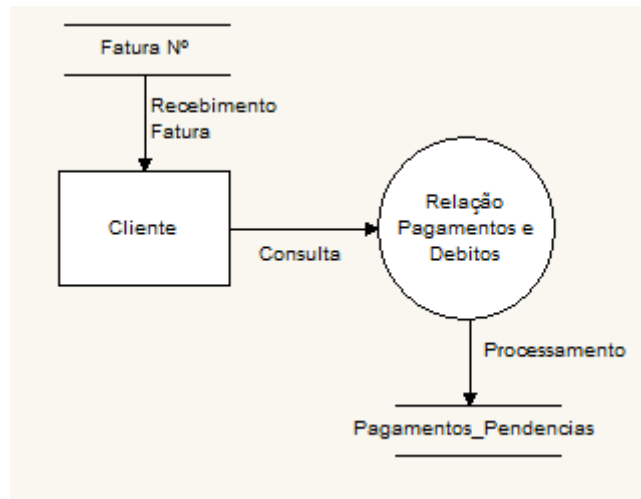 Fatura Nº
Recebimento
Fatura
Cliente
Consulta
Relação
Pagamentos e
Debitos
Processamento
Pagamentos_Pendencias